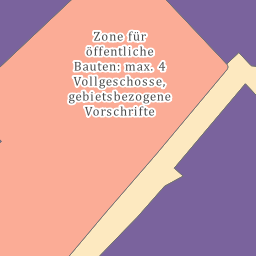 Zone für
öffentliche
Bauten: max. 4
Vollgeschosse,
gebietsbezogene
Vorschrifte